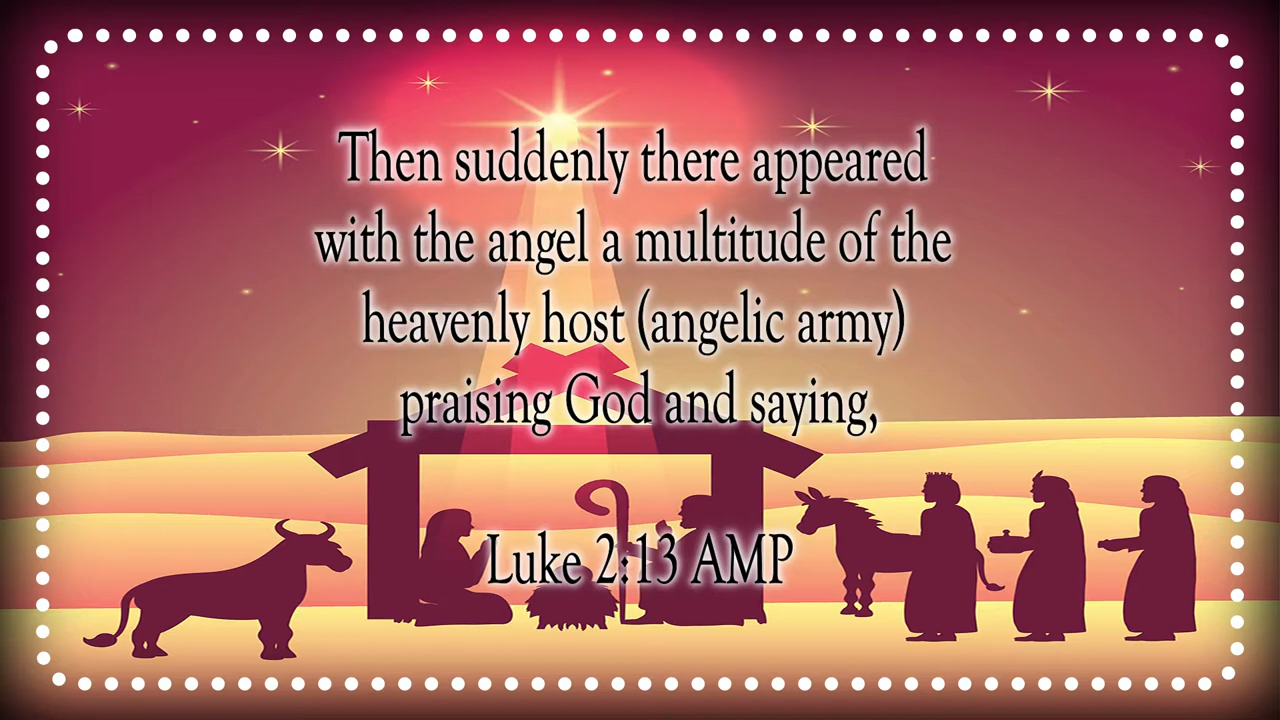 Then suddenly there appeared
with the angel a multitude of the
heavenly host (angelic army)
praising God and saying,
Luke 2:13 AMP